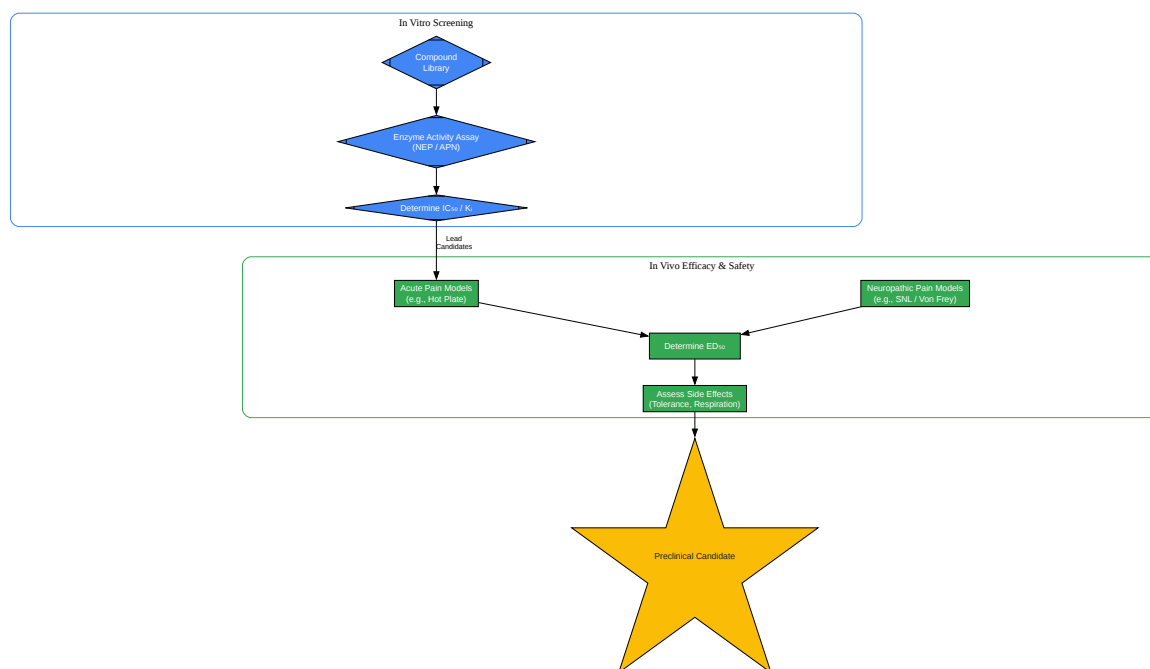 In Vitro Screening
Compound
Library
Enzyme Activity Assay
(NEP / APN)
Determine IC₅₀ / Kᵢ
Lead
Candidates
In Vivo Efficacy & Safety
Acute Pain Models
(e.g., Hot Plate)
Neuropathic Pain Models
(e.g., SNL / Von Frey)
Determine ED₅₀
Assess Side Effects
(Tolerance, Respiration)
Preclinical Candidate